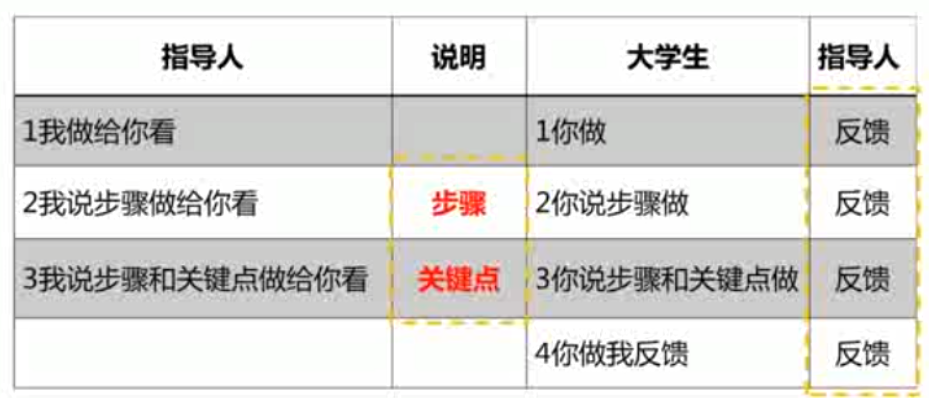 指导人 说明 大学生 指导人
1我做给你看 1你做 反馈
2我说步骤做给你看 步骤 2你说步骤做 反馈
3我说步骤和关键点做给你看 关键点 3你说步骤和关键点做 反馈
4你做我反馈 反馈